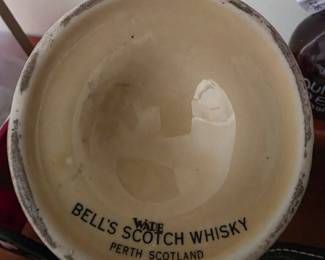 WADE
BELL'S SCOTCH WHISKY
PERTH SCOTLAND